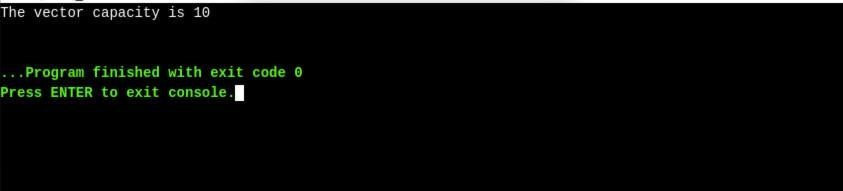 The vector capacity is 10
...Program finished with exit code 0
Press ENTER to exit console.